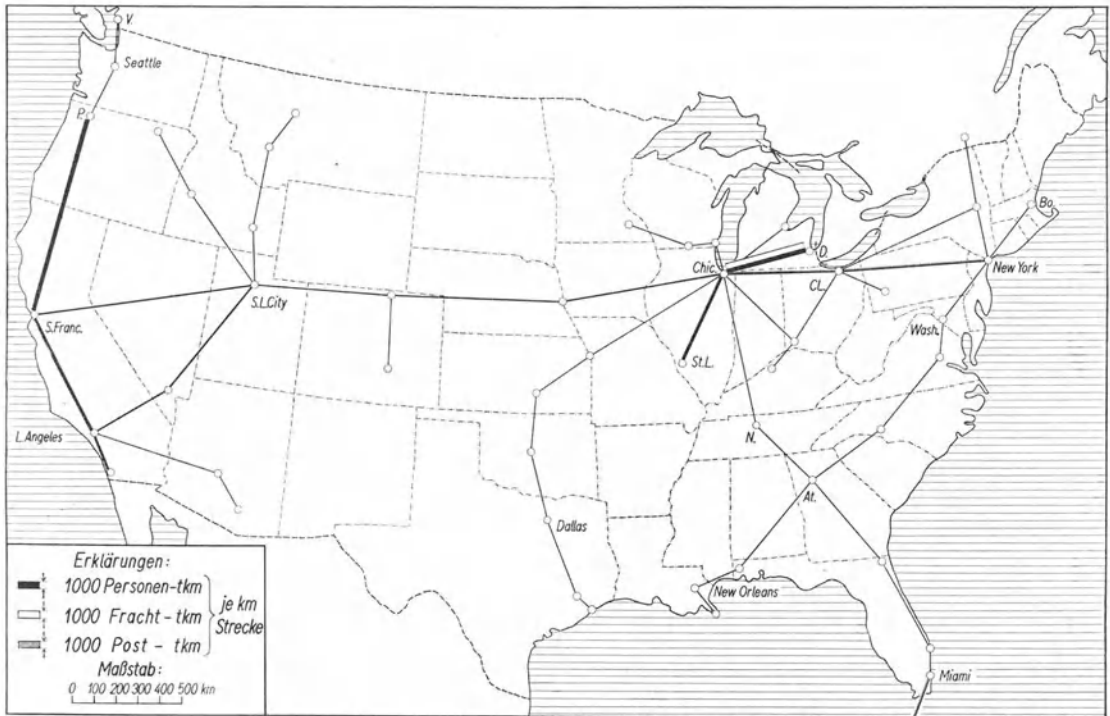 V.
Seattle
P.
Bo.
D.
Chic.
New York
CL.
S.L.City
S.Franc.
Wash.
St.L.
N.
L.Angeles
At.
Dallas
New Orleans
Miami
Erklärungen:
1000 Personen-tkm
1000 Fracht-tkm
1000 Post - tkm
je km
Strecke
Maßstab:
0 100 200 300 400 500 km